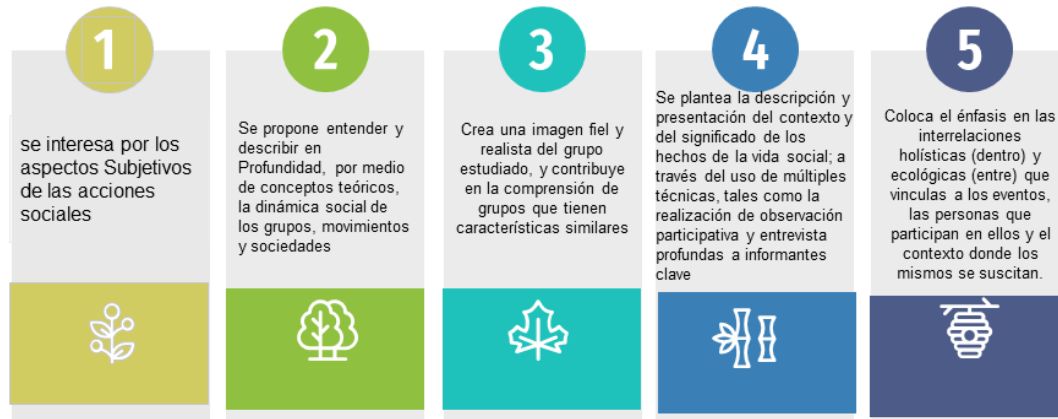 1
se interesa por los
aspectos Subjetivos
de las acciones
sociales
2
Se propone entender y
describir en
Profundidad, por medio
de conceptos teóricos,
la dinámica social de
los grupos, movimientos
y sociedades
3
Crea una imagen fiel y
realista del grupo
estudiado, y contribuye
en la comprensión de
grupos que tienen
características similares
4
Se plantea la descripción y
presentación del contexto y
del significado de los
hechos de la vida social; a
través del uso de múltiples
técnicas, tales como la
realización de observación
participativa y entrevista
profundas a informantes
clave
5
Coloca el énfasis en las
interrelaciones
holísticas (dentro) y
ecológicas (entre) que
vinculas a los eventos,
las personas que
participan en ellos y el
contexto donde los
mismos se suscitan.